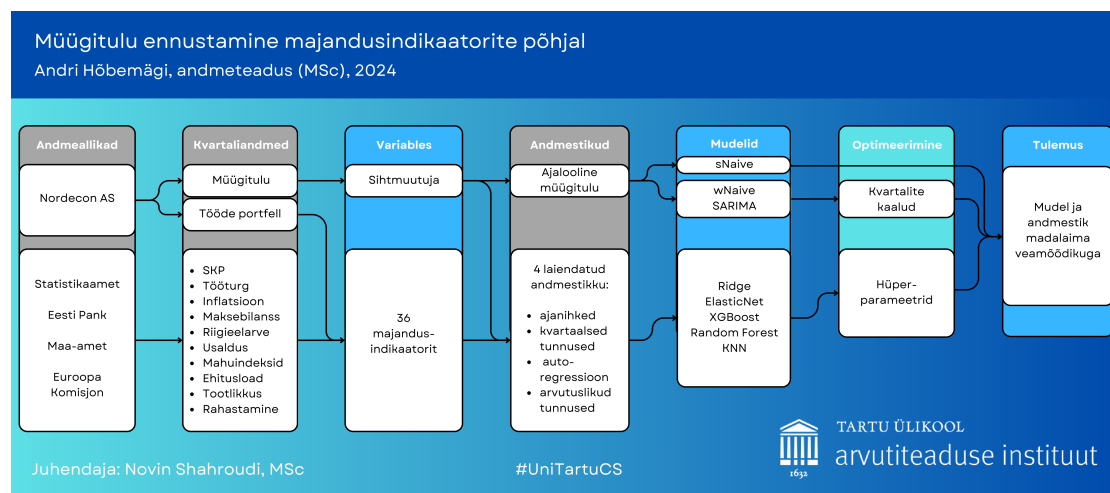 Müügitulu ennustamine majandusindikaatorite põhjal
Andri Hõbemägi, andmeteadus (MSc), 2024
Andmeallikad
Nordecon AS
Statistikaamet
Eesti Pank
Maa-amet
Euroopa
Komisjon
Kvartaliandmed
Müügitulu
Tööde portfell
• SKP
• Tööturg
• Inflatsioon
• Maksebilanss
• Riigieelarve
• Usaldus
• Mahuindeksid
• Ehitusload
• Tootlikkus
• Rahastamine
Variables
Sihtmuutuja
36
majandus-
indikaatorit
Andmestikud
Ajalooline
müügitulu
4 laiendatud
andmestikku:
• ajanihked
• kvartaalsed
tunnused
• auto-
regressioon
• arvutuslikud
tunnused
Mudelid
sNaive
wNaive
SARIMA
Ridge
ElasticNet
XGBoost
Random Forest
KNN
Optimeerimine
Kvartalite
kaalud
Hüper-
parameetrid
Tulemus
Mudel ja
andmestik
madalaima
veamõõdikuga
Juhendaja: Novin Shahroudi, MSc
#UniTartuCS
1632
TARTU ÜLIKOOL
arvutiteaduse instituut